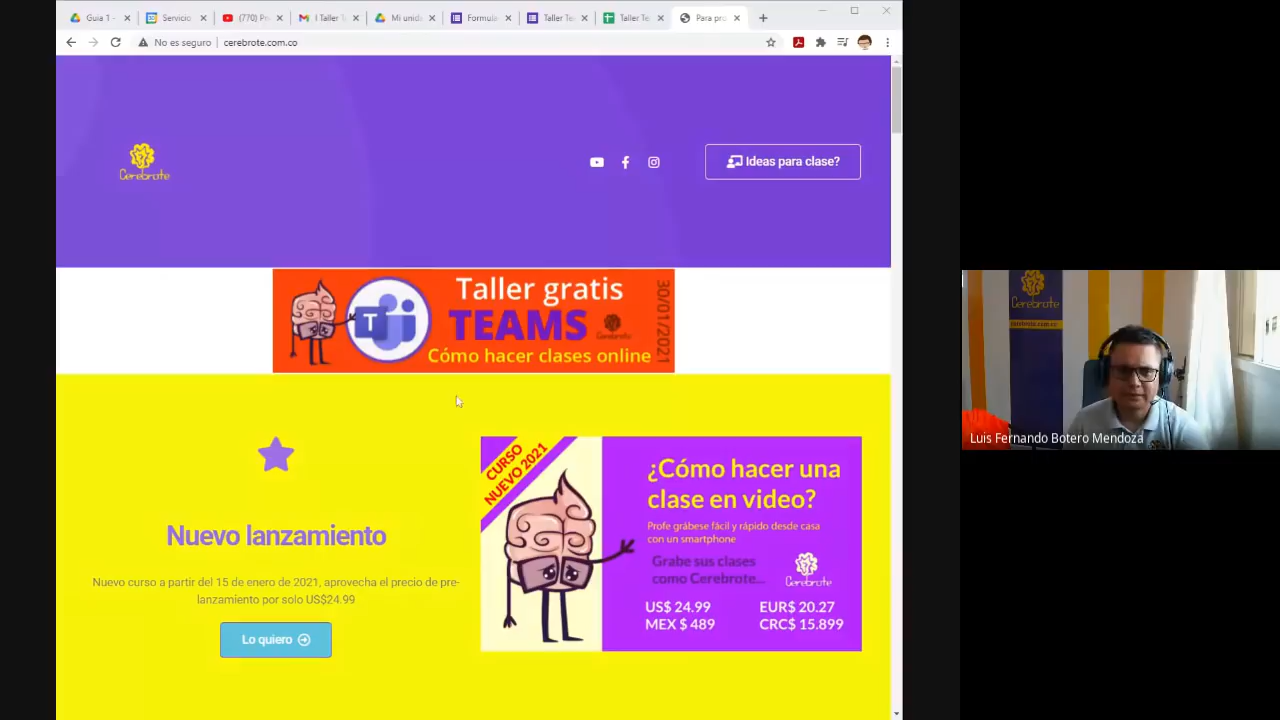 Guia 1 -
Servicio
(770) Pr
Taller
Mi unid
Formula
Taller Te
Taller Te
Para pro
No es seguro
cerebrote.com.co
Cerebrote
Ideas para clase?
Taller gratis
TEAMS
Cerebrote
Cómo hacer clases online
30/01/2021
T
Nuevo lanzamiento
Nuevo curso a partir del 15 de enero de 2021, aprovecha el precio de pre-
lanzamiento por solo US$24.99
Lo quiero
CURSO
NUEVO 2021
¿Cómo hacer una
clase en video?
Profe grábese fácil y rápido desde casa
con un smartphone
Grabe sus clases
como Cerebrote...
Cerebrote
US$ 24.99
EUR$ 20.27
MEX $ 489
CRC$ 15.899
Cerebrote
cerebrote.com.co
Luis Fernando Botero Mendoza